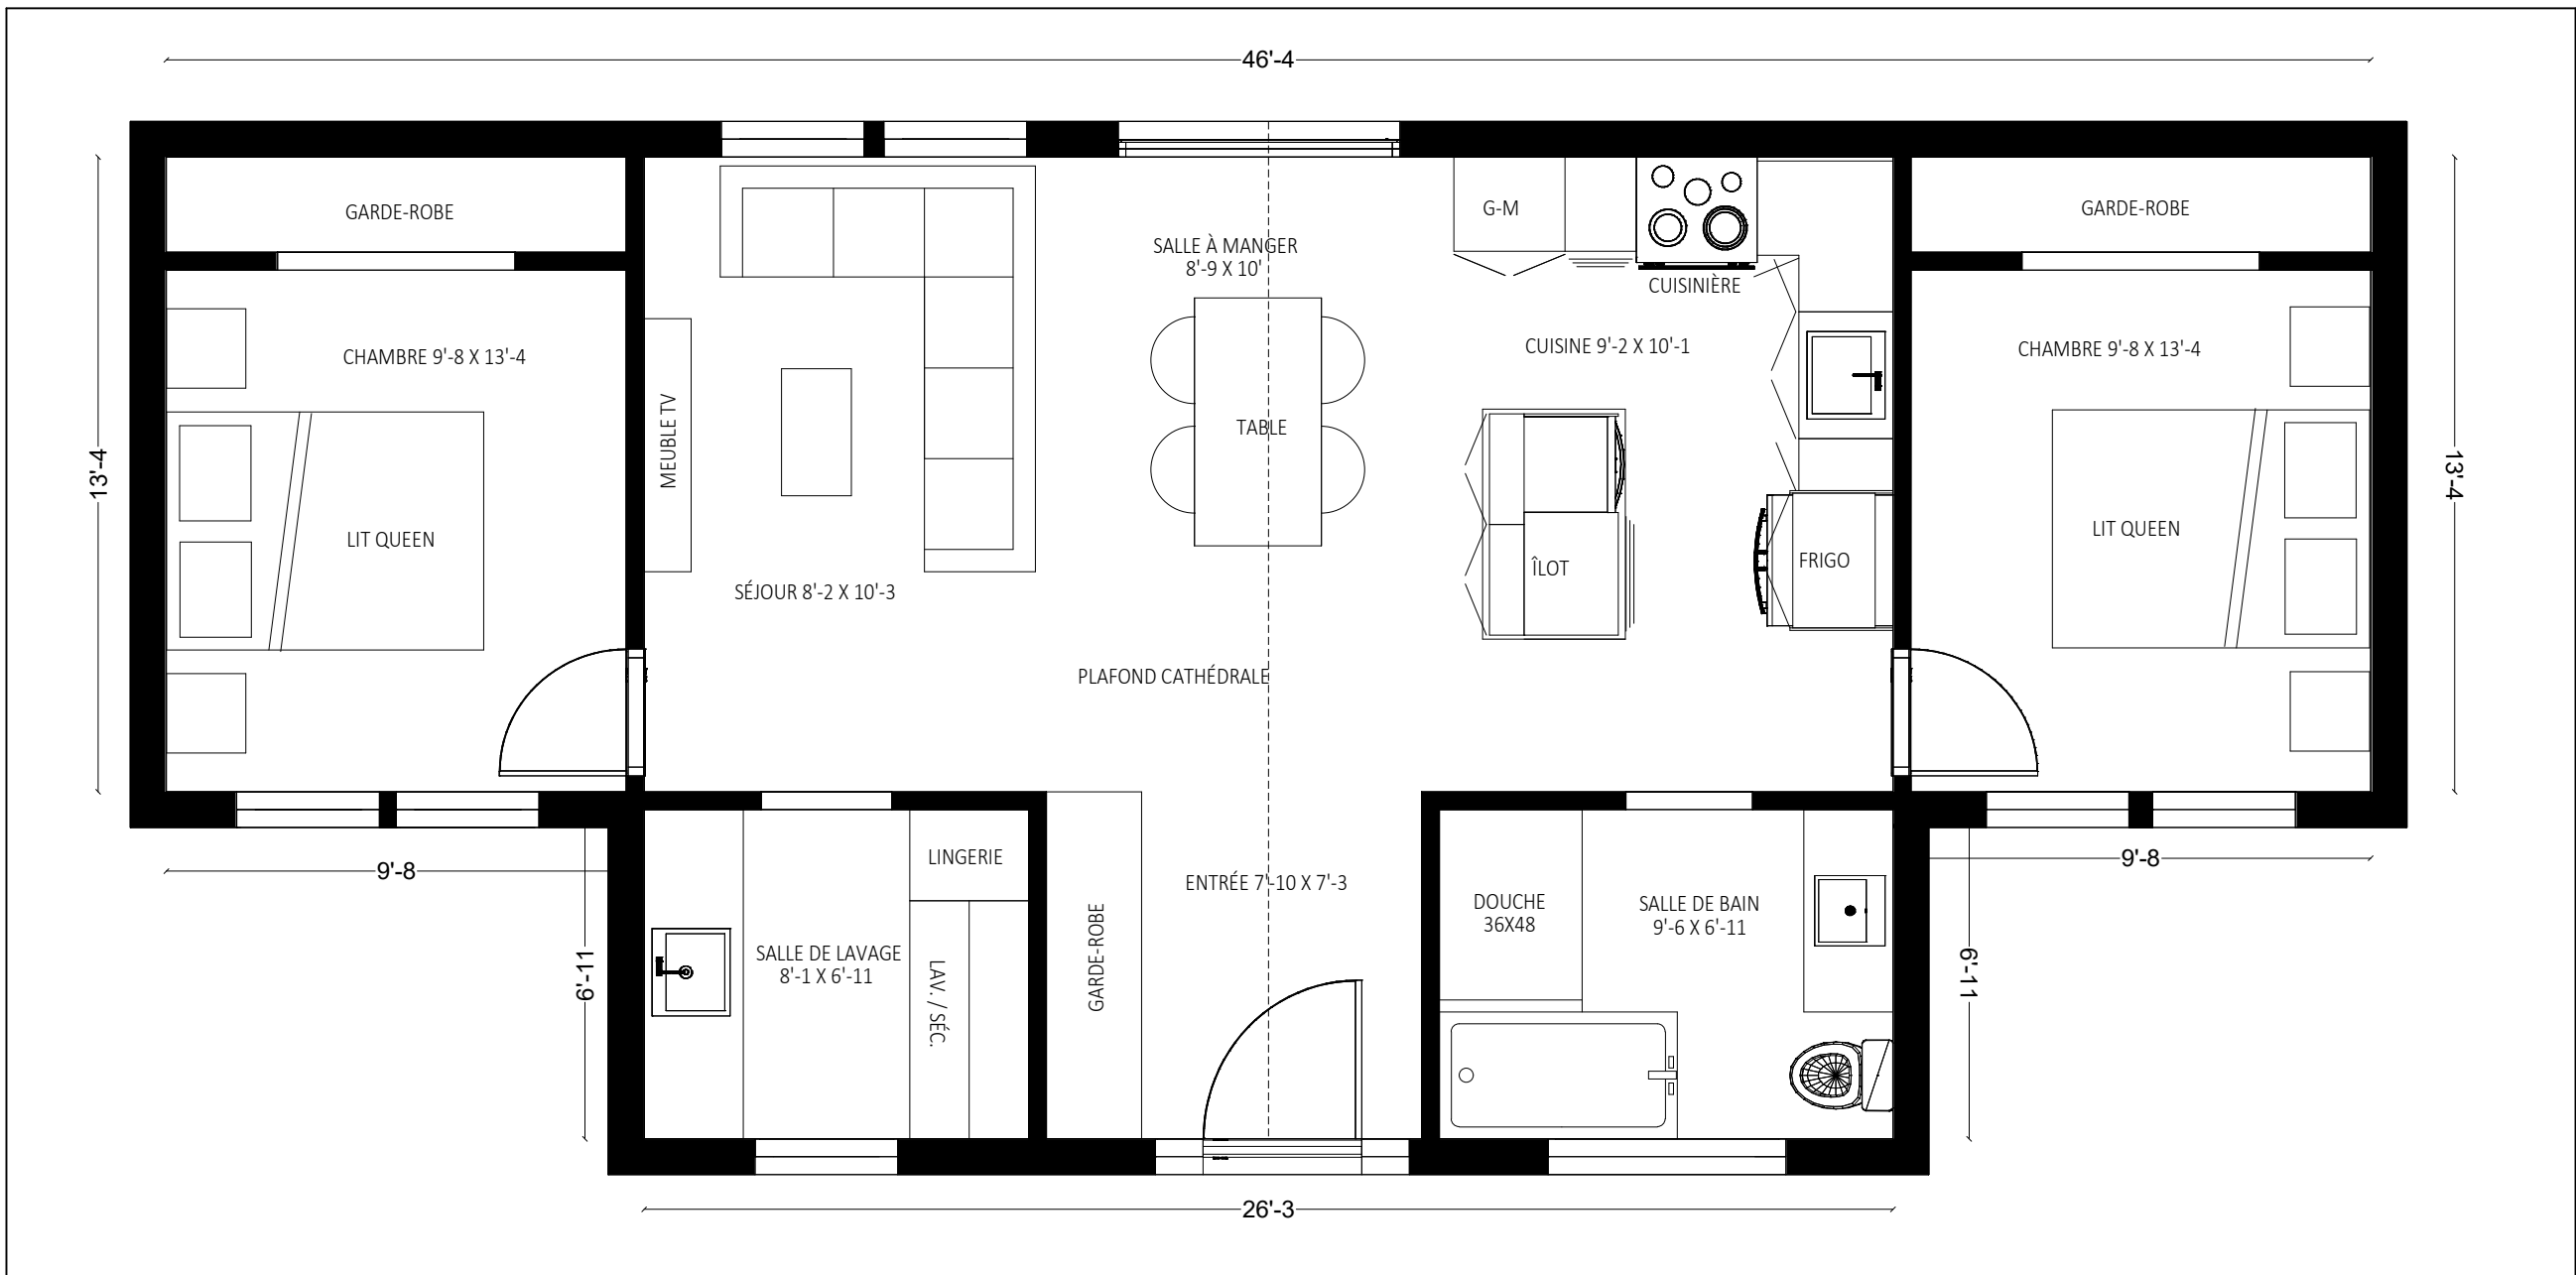 46'-4
GARDE-ROBE
GARDE-ROBE
G-M
SALLE À MANGER
8'-9 X 10'
CUISINIÈRE
CHAMBRE 9'-8 X 13'-4
CUISINE 9'-2 X 10'-1
CHAMBRE 9'-8 X 13'-4
MEUBLE TV
TABLE
13'-4
13'-4
LIT QUEEN
LIT QUEEN
ÎLOT
FRIGO
SÉJOUR 8'-2 X 10'-3
PLAFOND CATHÉDRALE
9'-8
LINGERIE
ENTRÉE 7'-10 X 7'-3
9'-8
DOUCHE
36X48
SALLE DE BAIN
9'-6 X 6'-11
SALLE DE LAVAGE
8'-1 X 6'-11
GARDE-ROBE
6'-11
LAV. / SÉC.
6'-11
26'-3